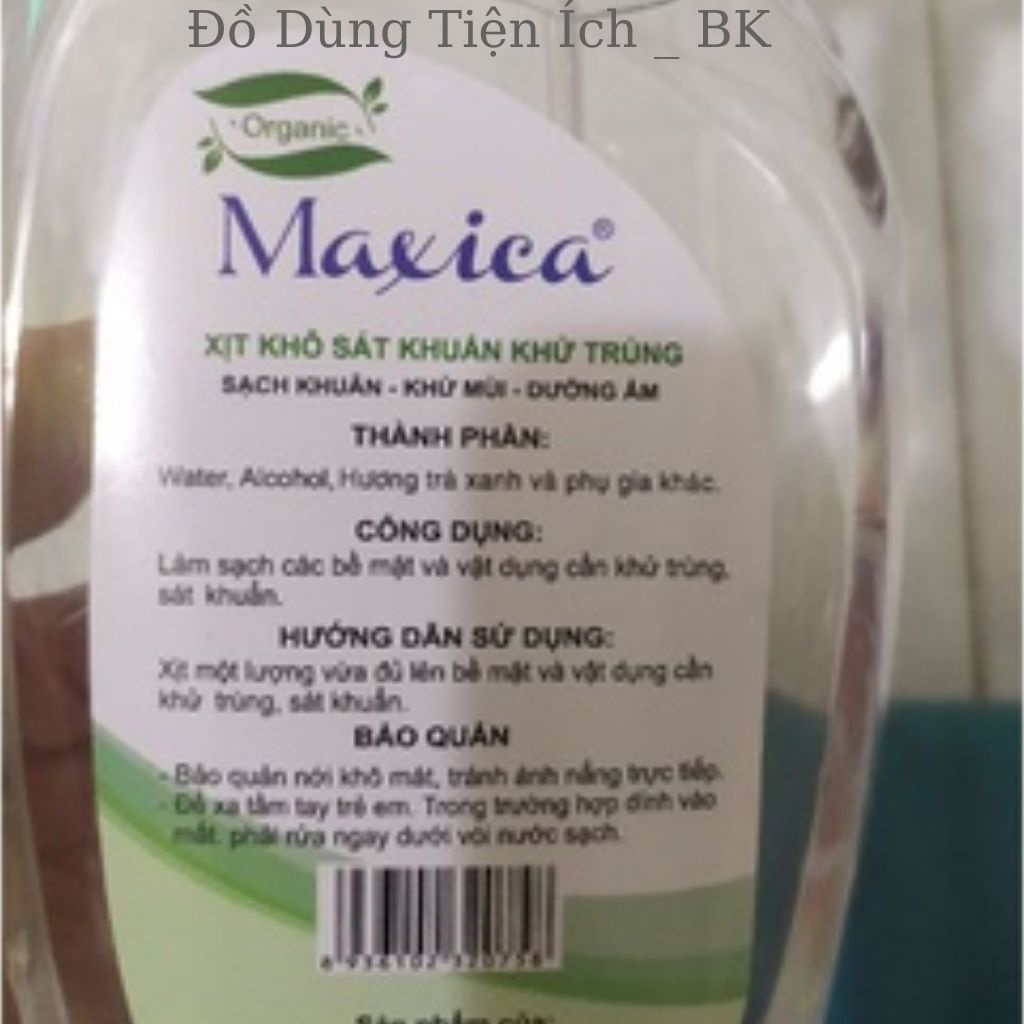 Đồ Dùng Tiện Ích _ BK
Organic
Maxica®
XỊT KHÔ SÁT KHUẨN KHỬ TRÙNG
SẠCH KHUẨN - KHỬ MÙI - DƯỠNG ẨM
THÀNH PHẦN:
Water, Alcohol, Hương trà xanh và phụ gia khác.
CÔNG DỤNG:
Làm sạch các bề mặt và vật dụng cần khử trùng,
sát khuẩn.
HƯỚNG DẪN SỬ DỤNG:
Xịt một lượng vừa đủ lên bề mặt và vật dụng cần
khử trùng, sát khuẩn.
BẢO QUẢN
- Bảo quản nơi khô mát, tránh ánh nắng trực tiếp.
- Để xa tầm tay trẻ em. Trong trường hợp dính vào
mắt. phải rửa ngay dưới vòi nước sạch.
Sản phẩm của: